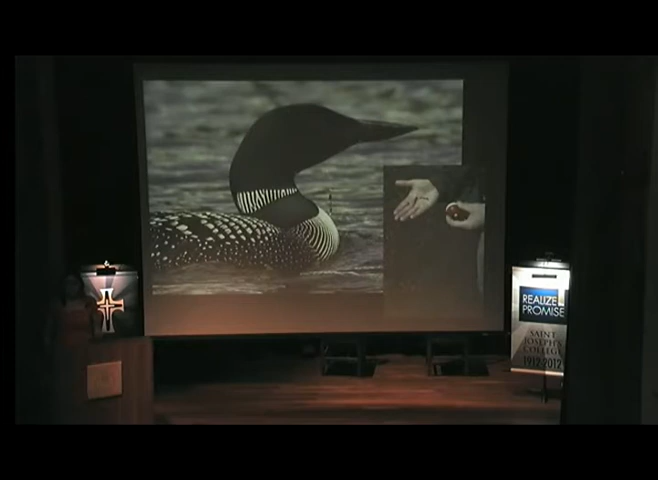 REALIZE
PROMISE
SAINT
JOSEPH'S
COLLEGE
1912-2012